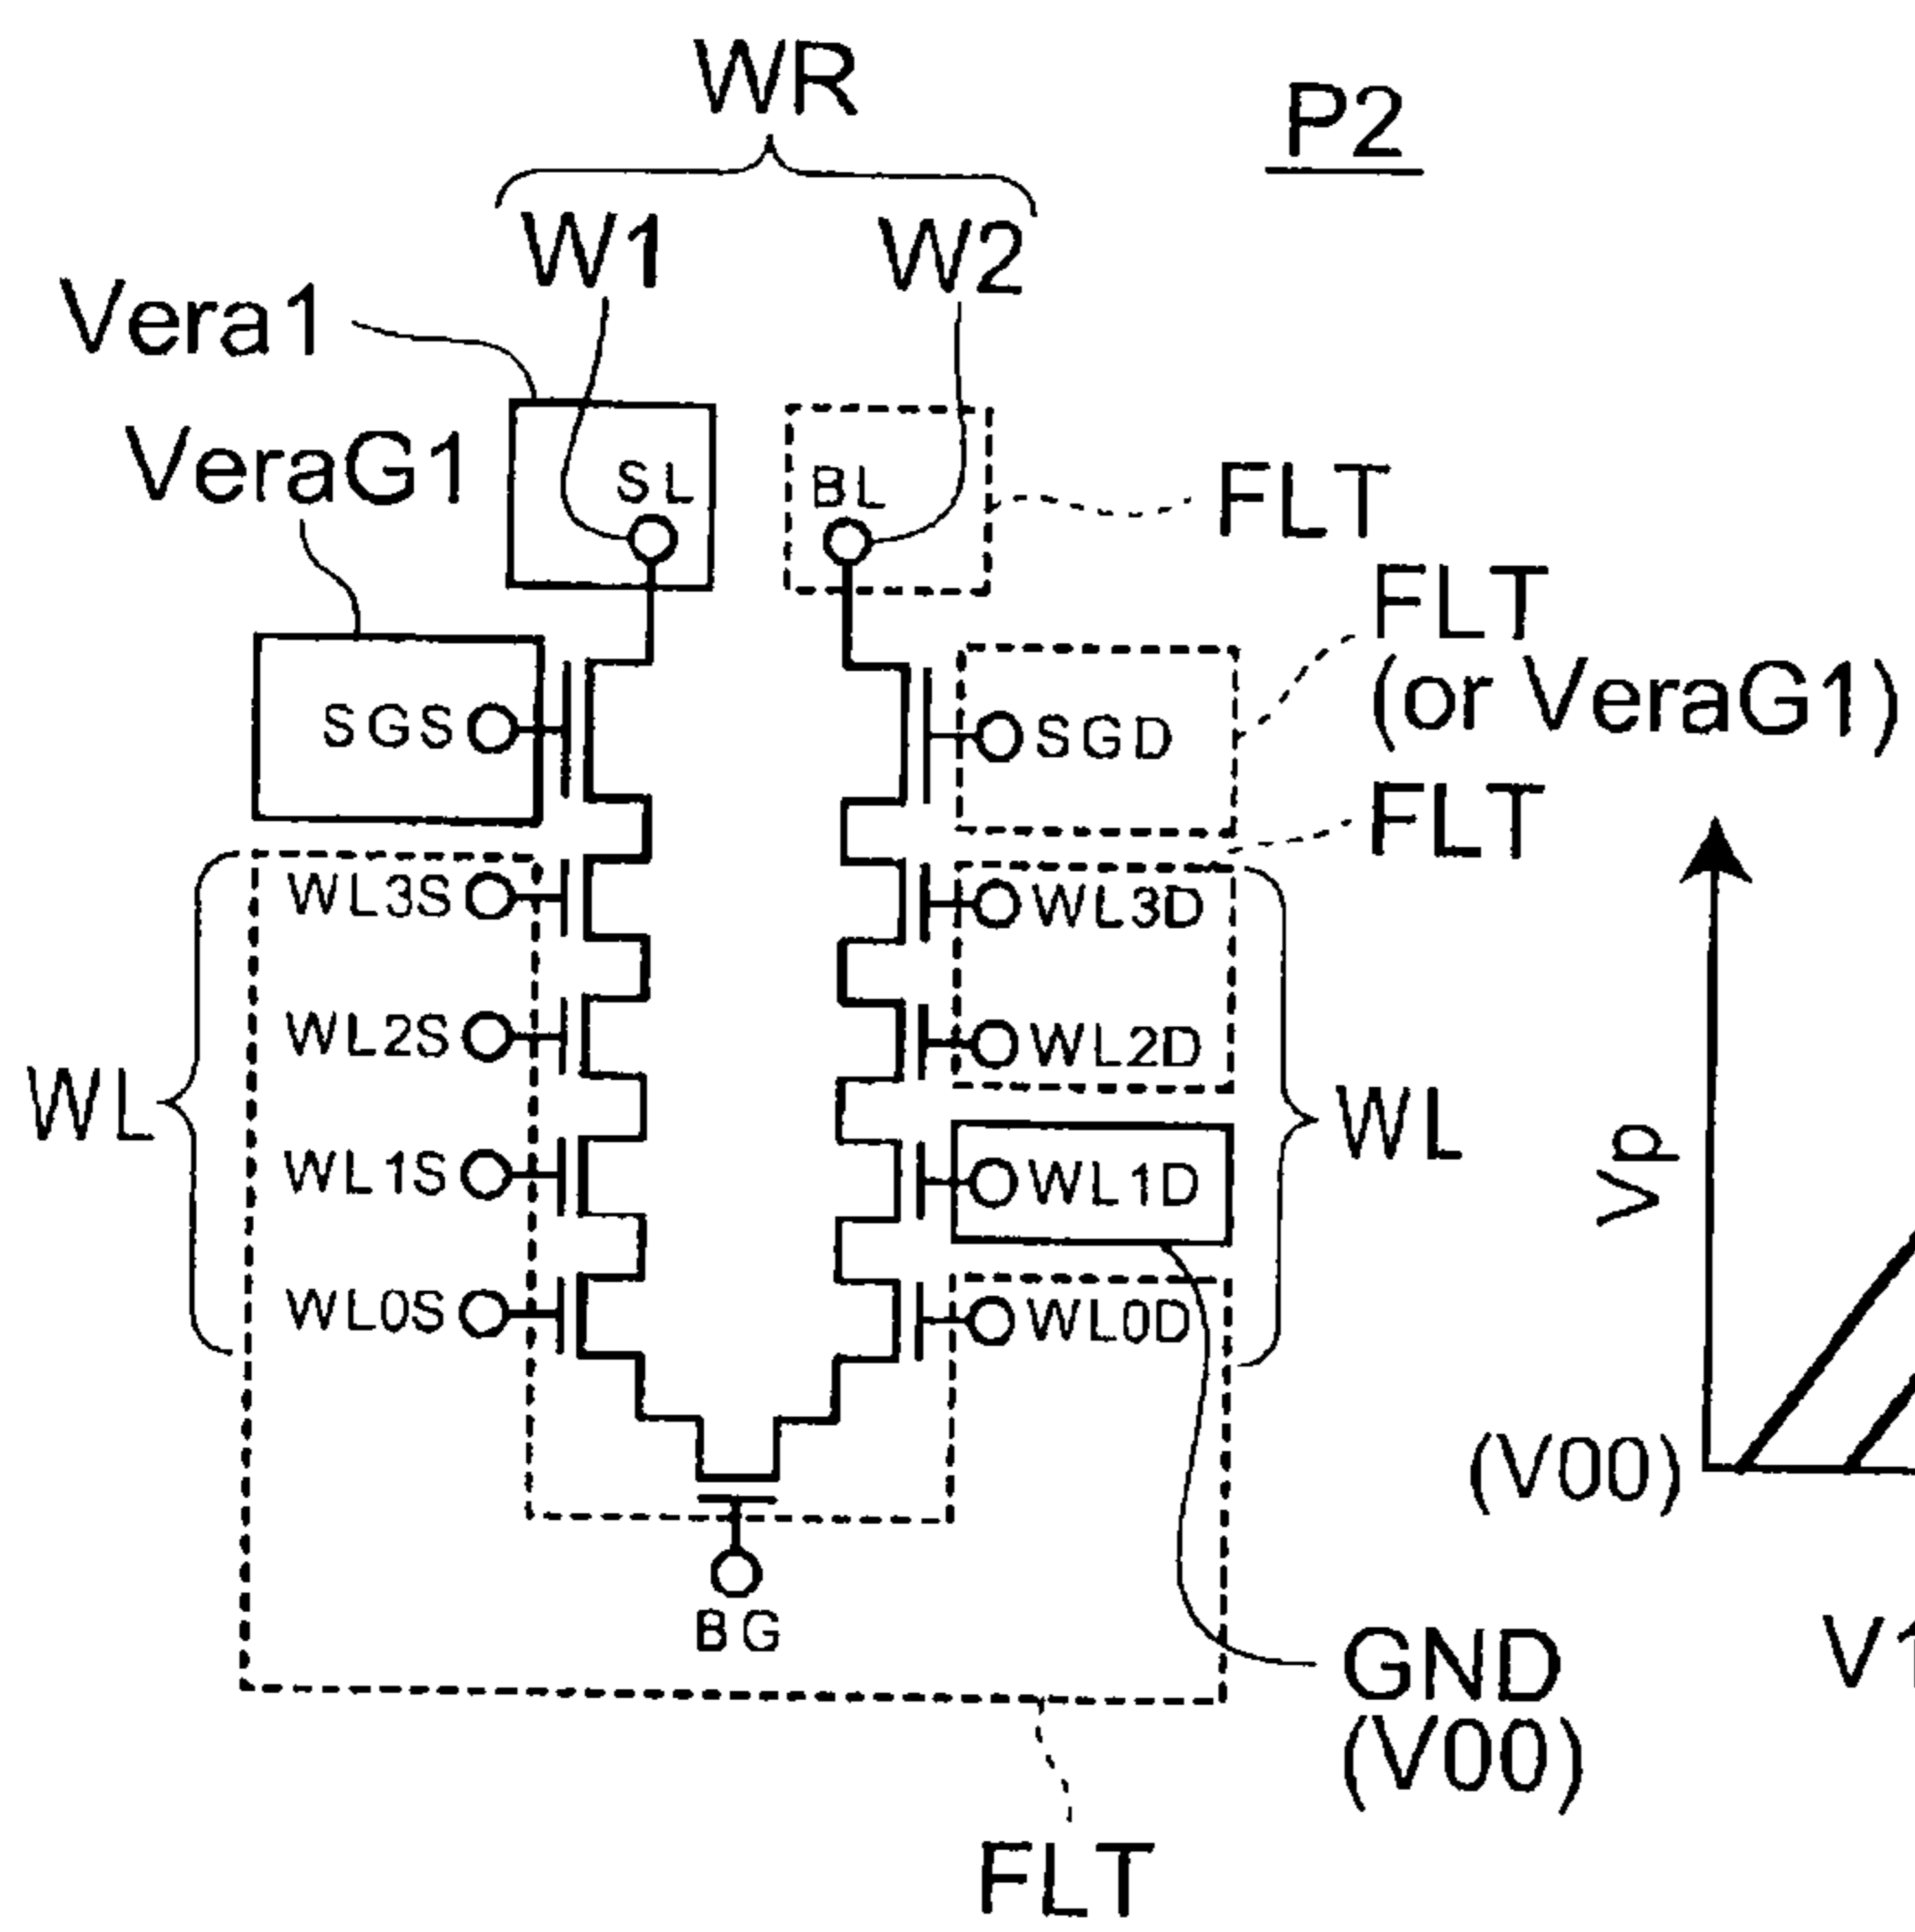 WR
P2
W1
W2
Vera1
VeraG1
SL
BL
FLT
FLT
(or VeraG1)
SGS
SGD
FLT
WL3S
WL3D
WL2S
WL2D
WL
WL
Vp
WL1S
WL1D
WL0S
WL0D
(V00)
BG
GND
(V00)
V1
FLT